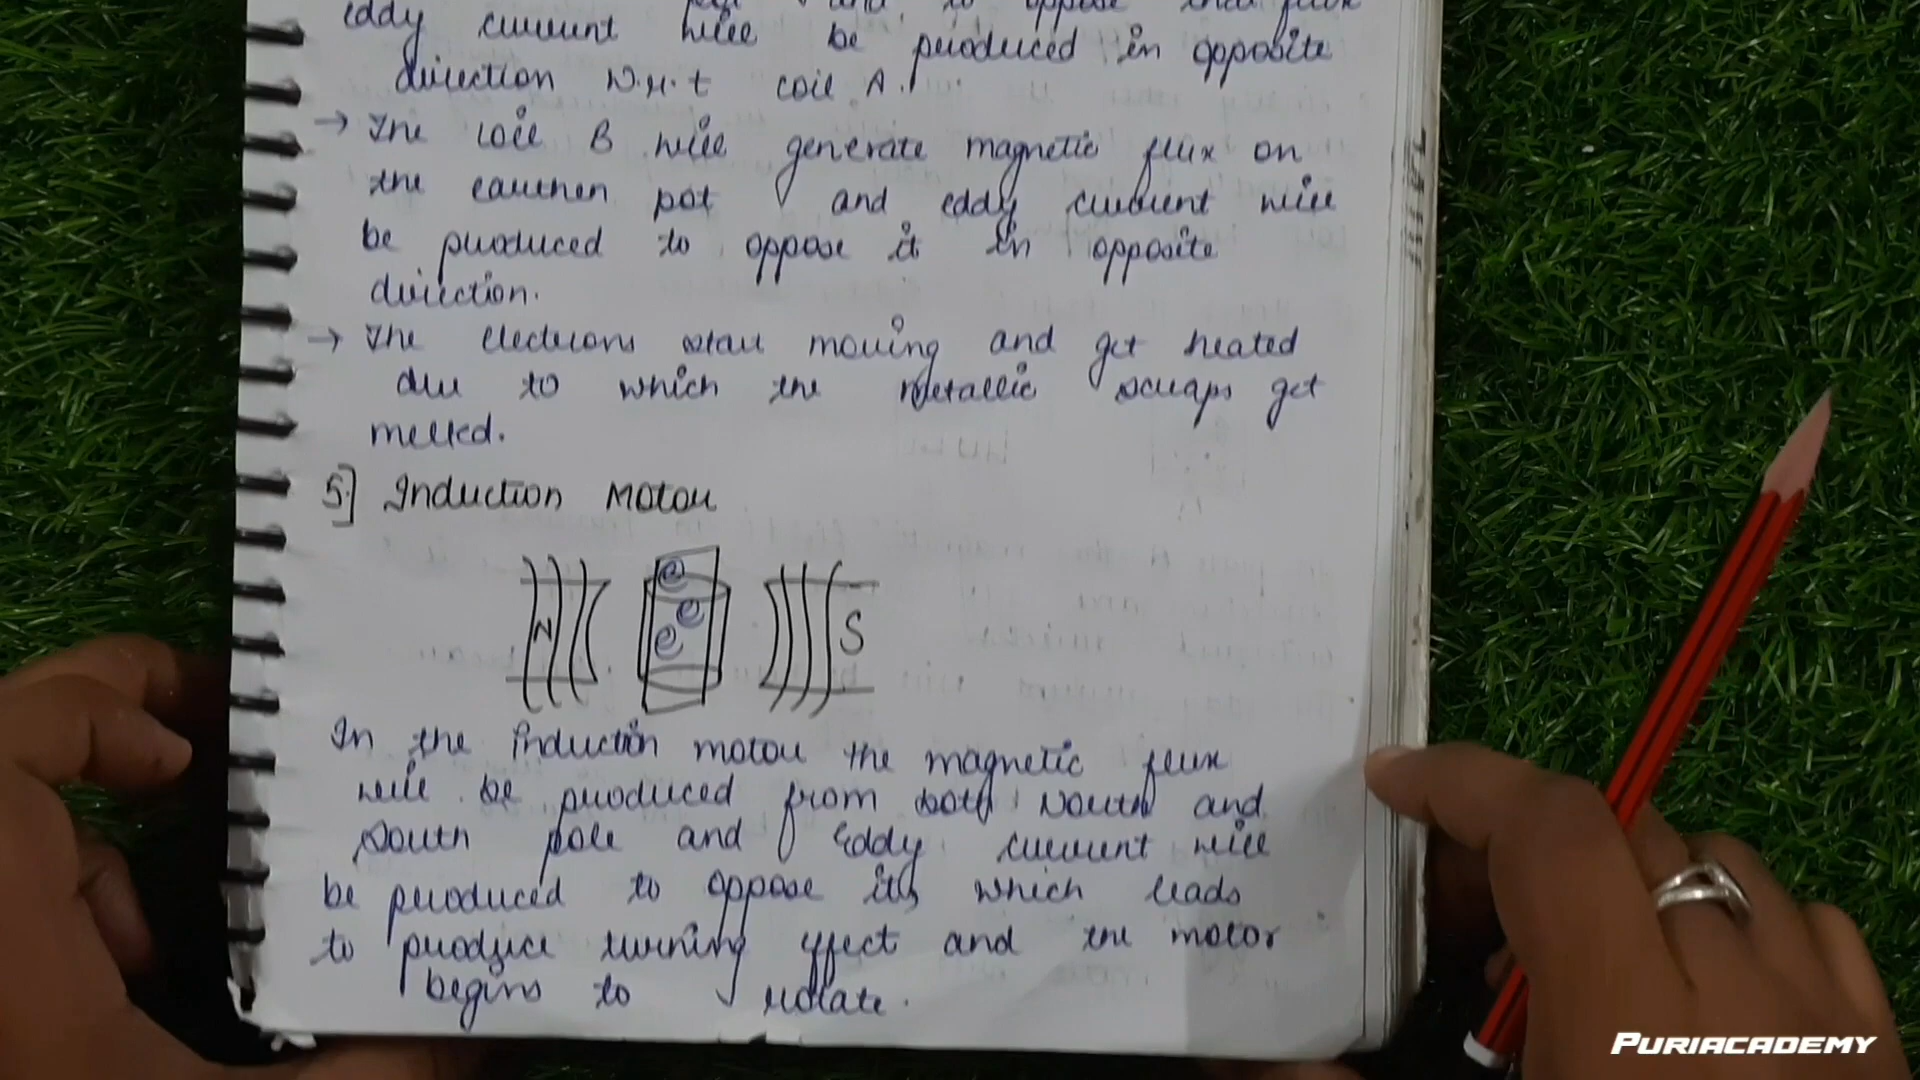 eddy current will be produced in opposite
direction w.r.t coil A.
→ The coil B will generate magnetic flux on
the earthen pot and eddy current will
be produced to oppose it in opposite
direction.
→ The electrons start moving and get heated
due to which the metallic scraps get
melted.
5] Induction Motor
e
e
e
N
S
In the induction motor the magnetic flux
will be produced from both North and
South pole and Eddy current will
be produced to oppose it, which leads
to produce turning effect and the motor
begins to rotate.
PURIACADEMY